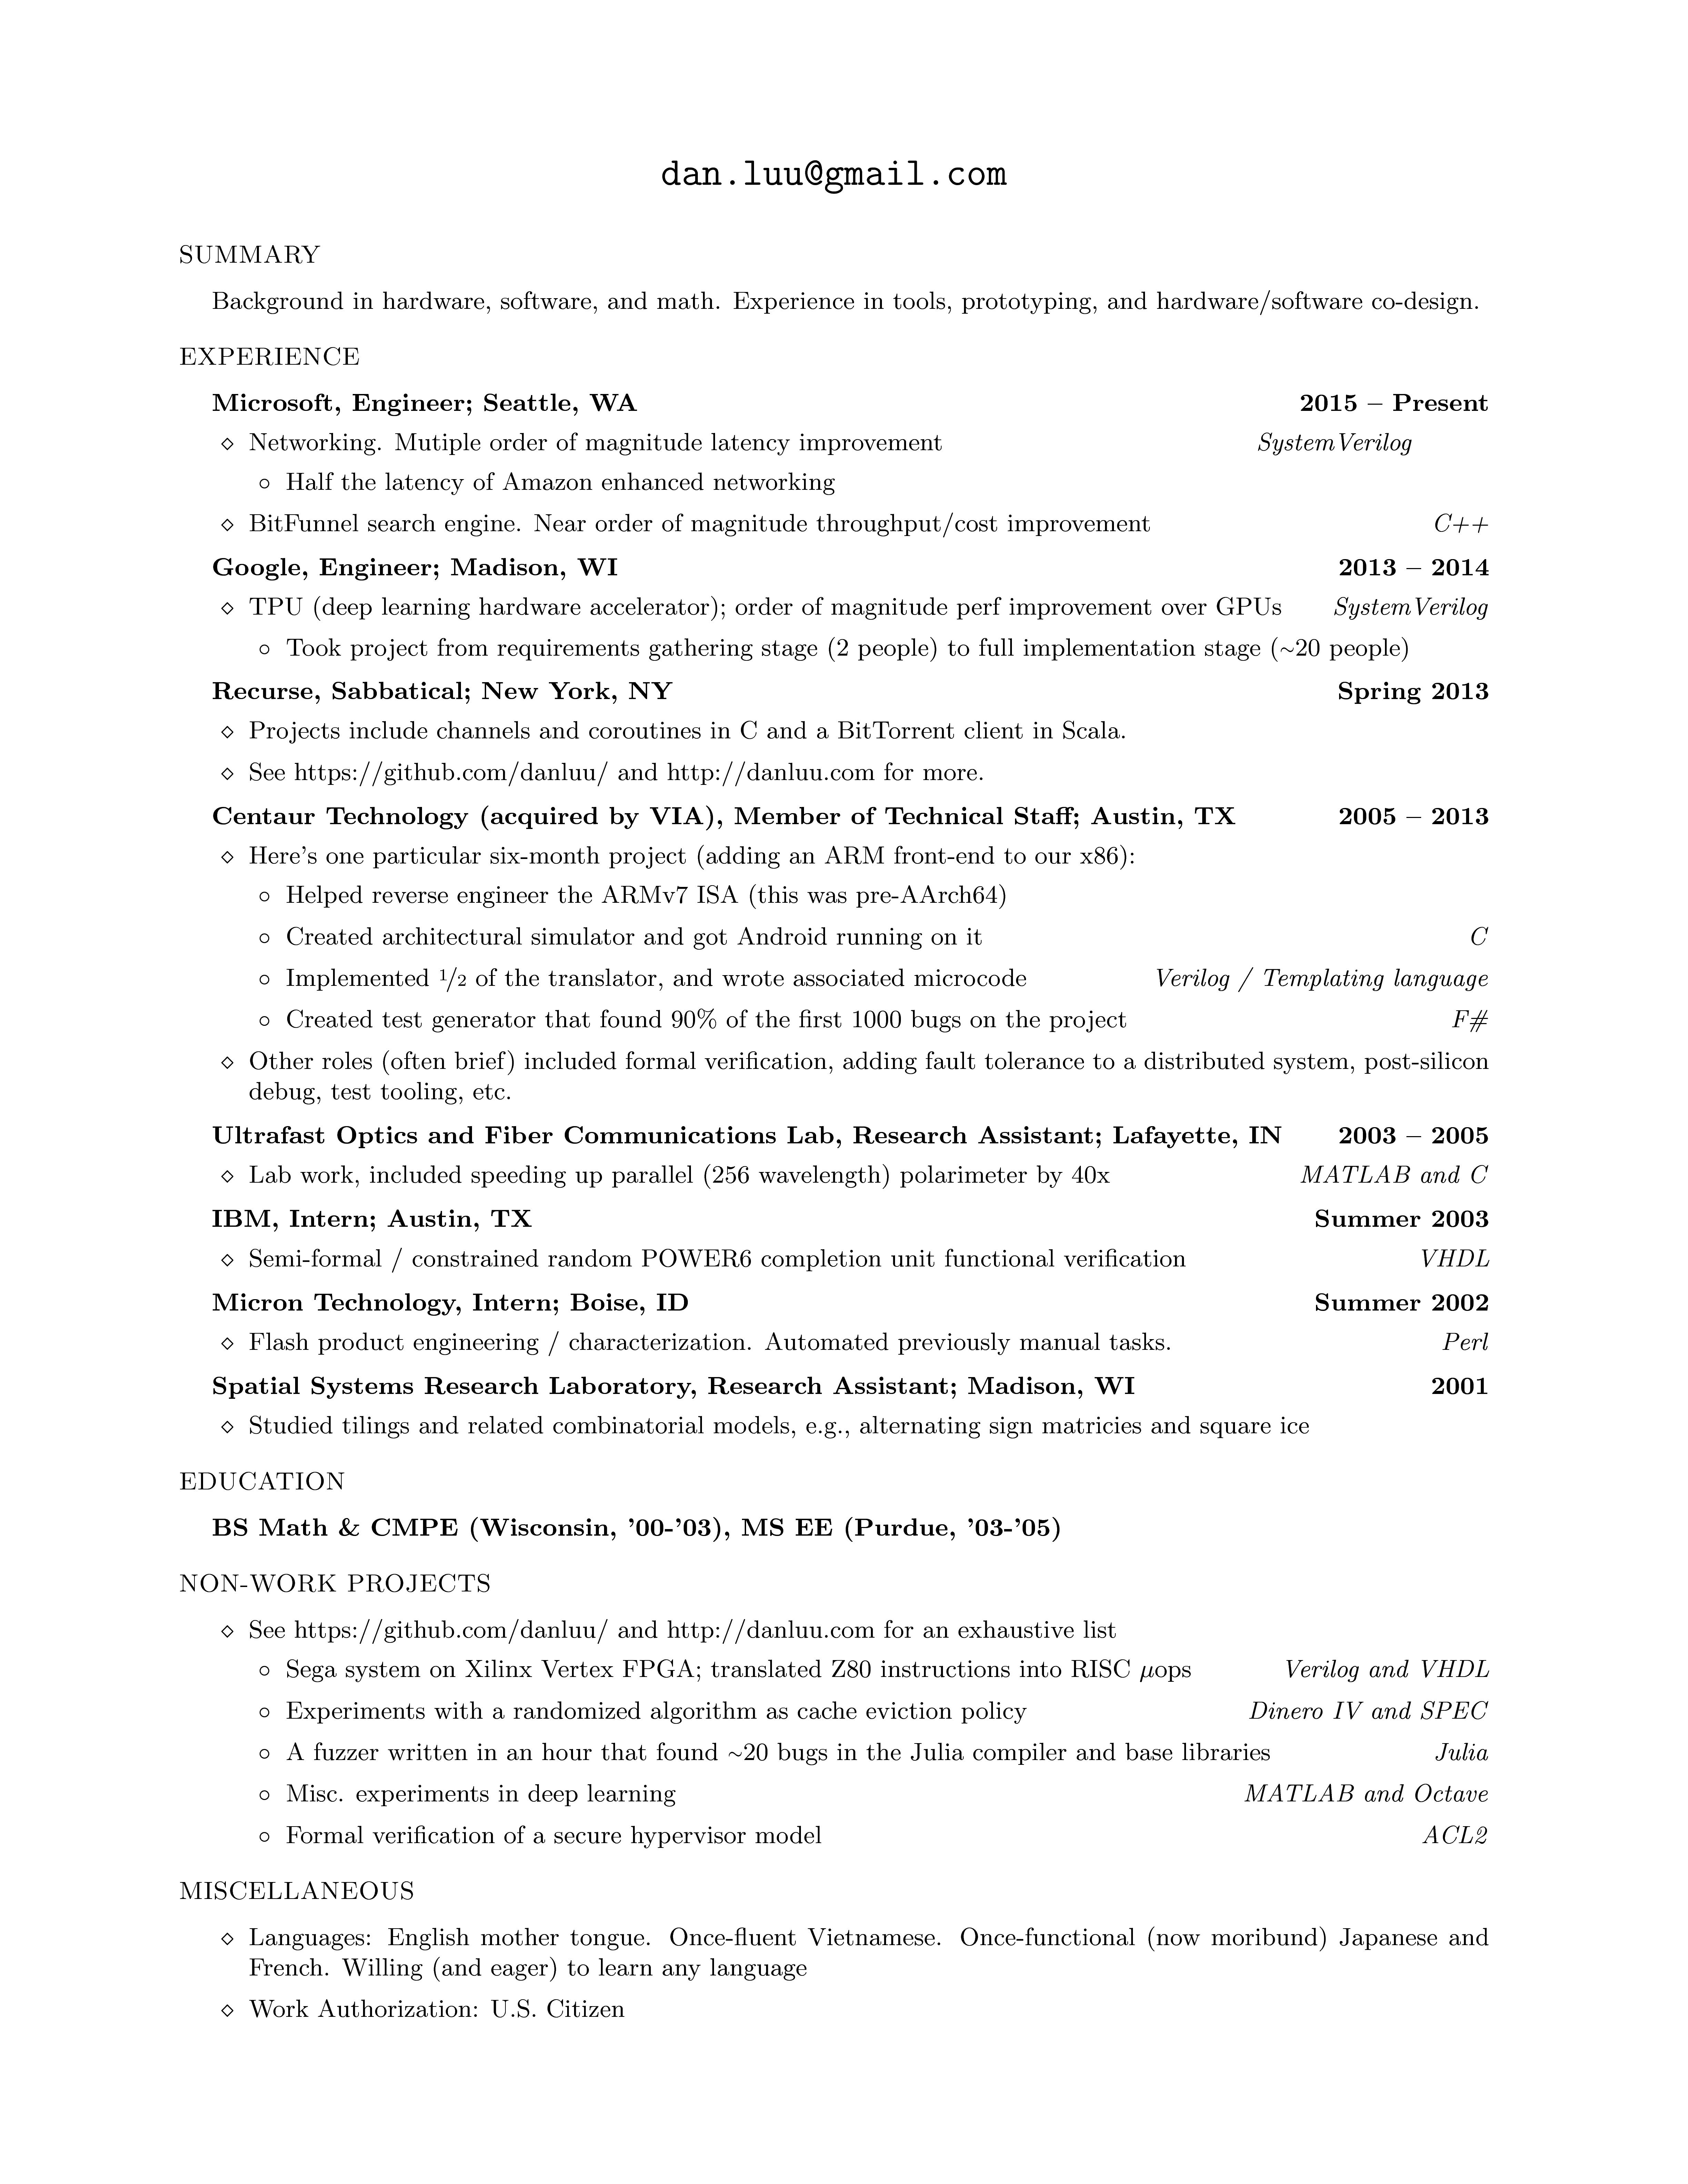 dan.luu@gmail.com
SUMMARY
Background in hardware, software, and math. Experience in tools, prototyping, and hardware/software co-design.
EXPERIENCE
Microsoft, Engineer; Seattle, WA 2015 – Present
⋄ Networking. Mutiple order of magnitude latency improvement SystemVerilog
◦ Half the latency of Amazon enhanced networking
⋄ BitFunnel search engine. Near order of magnitude throughput/cost improvement C++
Google, Engineer; Madison, WI 2013 – 2014
⋄ TPU (deep learning hardware accelerator); order of magnitude perf improvement over GPUs SystemVerilog
◦ Took project from requirements gathering stage (2 people) to full implementation stage (~20 people)
Recurse, Sabbatical; New York, NY Spring 2013
⋄ Projects include channels and coroutines in C and a BitTorrent client in Scala.
⋄ See https://github.com/danluu/ and http://danluu.com for more.
Centaur Technology (acquired by VIA), Member of Technical Staff; Austin, TX 2005 – 2013
⋄ Here's one particular six-month project (adding an ARM front-end to our x86):
◦ Helped reverse engineer the ARMv7 ISA (this was pre-AArch64)
◦ Created architectural simulator and got Android running on it C
◦ Implemented 1/2 of the translator, and wrote associated microcode Verilog / Templating language
◦ Created test generator that found 90% of the first 1000 bugs on the project F#
⋄ Other roles (often brief) included formal verification, adding fault tolerance to a distributed system, post-silicon
debug, test tooling, etc.
Ultrafast Optics and Fiber Communications Lab, Research Assistant; Lafayette, IN 2003 – 2005
⋄ Lab work, included speeding up parallel (256 wavelength) polarimeter by 40x MATLAB and C
IBM, Intern; Austin, TX Summer 2003
⋄ Semi-formal / constrained random POWER6 completion unit functional verification VHDL
Micron Technology, Intern; Boise, ID Summer 2002
⋄ Flash product engineering / characterization. Automated previously manual tasks. Perl
Spatial Systems Research Laboratory, Research Assistant; Madison, WI 2001
⋄ Studied tilings and related combinatorial models, e.g., alternating sign matricies and square ice
EDUCATION
BS Math & CMPE (Wisconsin, '00-'03), MS EE (Purdue, '03-'05)
NON-WORK PROJECTS
⋄ See https://github.com/danluu/ and http://danluu.com for an exhaustive list
◦ Sega system on Xilinx Vertex FPGA; translated Z80 instructions into RISC μops Verilog and VHDL
◦ Experiments with a randomized algorithm as cache eviction policy Dinero IV and SPEC
◦ A fuzzer written in an hour that found ~20 bugs in the Julia compiler and base libraries Julia
◦ Misc. experiments in deep learning MATLAB and Octave
◦ Formal verification of a secure hypervisor model ACL2
MISCELLANEOUS
⋄ Languages: English mother tongue. Once-fluent Vietnamese. Once-functional (now moribund) Japanese and
French. Willing (and eager) to learn any language
⋄ Work Authorization: U.S. Citizen